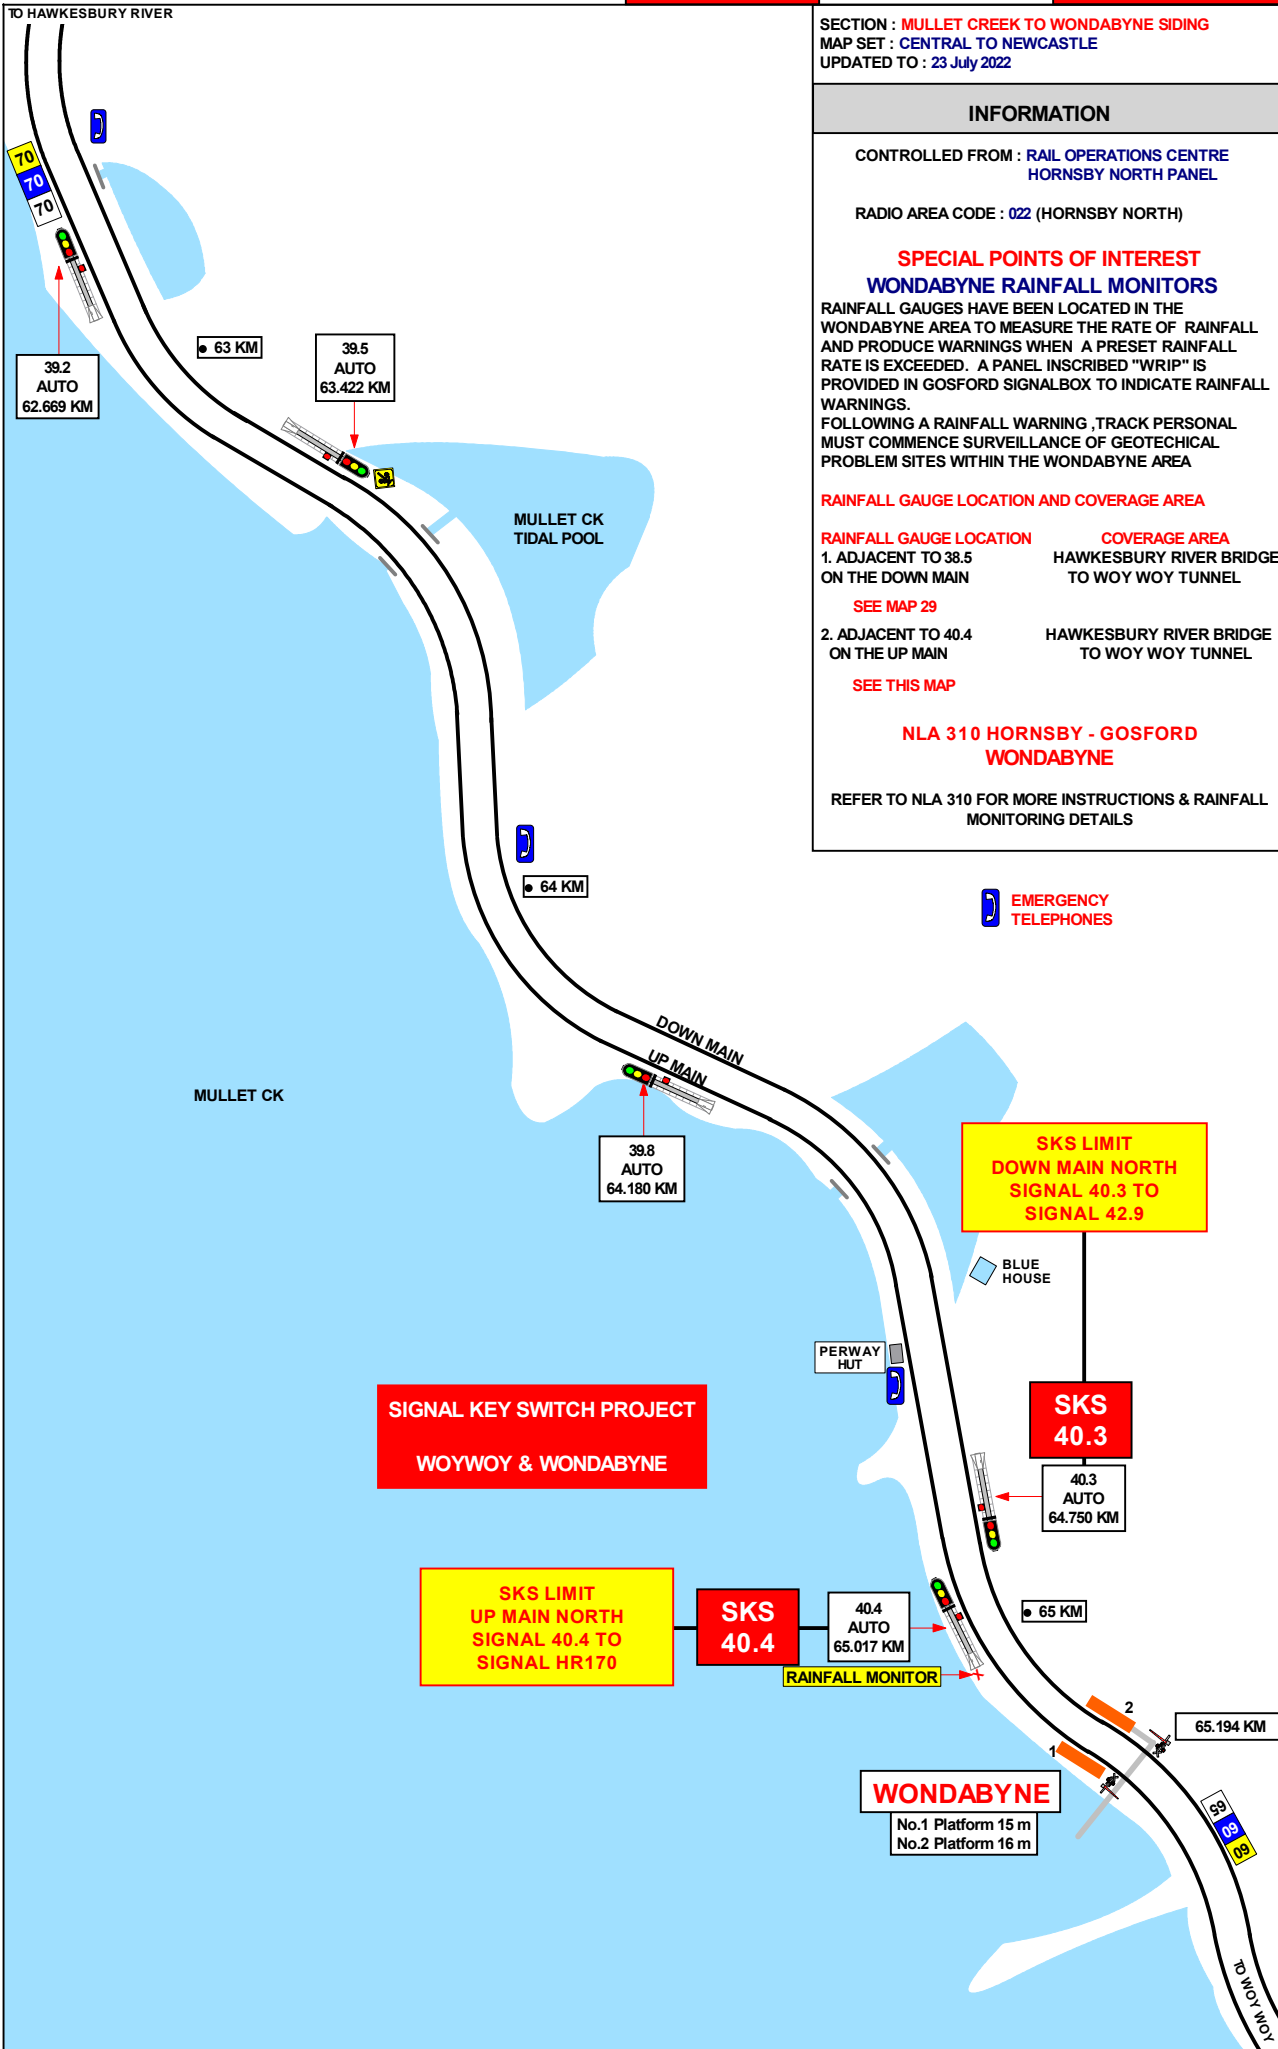 TO HAWKESBURY RIVER
SECTION : MULLET CREEK TO WONDABYNE SIDING
MAP SET : CENTRAL TO NEWCASTLE
UPDATED TO : 23 July 2022
INFORMATION
CONTROLLED FROM : RAIL OPERATIONS CENTRE
HORNSBY NORTH PANEL
RADIO AREA CODE : 022 (HORNSBY NORTH)
SPECIAL POINTS OF INTEREST
WONDABYNE RAINFALL MONITORS
RAINFALL GAUGES HAVE BEEN LOCATED IN THE
WONDABYNE AREA TO MEASURE THE RATE OF RAINFALL
AND PRODUCE WARNINGS WHEN A PRESET RAINFALL
RATE IS EXCEEDED. A PANEL INSCRIBED "WRIP" IS
PROVIDED IN GOSFORD SIGNALBOX TO INDICATE RAINFALL
WARNINGS.
FOLLOWING A RAINFALL WARNING ,TRACK PERSONAL
MUST COMMENCE SURVEILLANCE OF GEOTECHICAL
PROBLEM SITES WITHIN THE WONDABYNE AREA
RAINFALL GAUGE LOCATION AND COVERAGE AREA
RAINFALL GAUGE LOCATION COVERAGE AREA
1. ADJACENT TO 38.5 HAWKESBURY RIVER BRIDGE
ON THE DOWN MAIN TO WOY WOY TUNNEL
SEE MAP 29
2. ADJACENT TO 40.4 HAWKESBURY RIVER BRIDGE
ON THE UP MAIN TO WOY WOY TUNNEL
SEE THIS MAP
NLA 310 HORNSBY - GOSFORD
WONDABYNE
REFER TO NLA 310 FOR MORE INSTRUCTIONS & RAINFALL
MONITORING DETAILS
EMERGENCY
TELEPHONES
70
70
70
39.2
AUTO
62.669 KM
63 KM
39.5
AUTO
63.422 KM
MULLET CK
TIDAL POOL
64 KM
DOWN MAIN
UP MAIN
MULLET CK
39.8
AUTO
64.180 KM
SKS LIMIT
DOWN MAIN NORTH
SIGNAL 40.3 TO
SIGNAL 42.9
BLUE
HOUSE
PERWAY
HUT
SIGNAL KEY SWITCH PROJECT
WOYWOY & WONDABYNE
SKS
40.3
40.3
AUTO
64.750 KM
SKS LIMIT
UP MAIN NORTH
SIGNAL 40.4 TO
SIGNAL HR170
SKS
40.4
40.4
AUTO
65.017 KM
65 KM
RAINFALL MONITOR
2
65.194 KM
1
WONDABYNE
No.1 Platform 15 m
No.2 Platform 16 m
65
60
60
TO WOY WOY